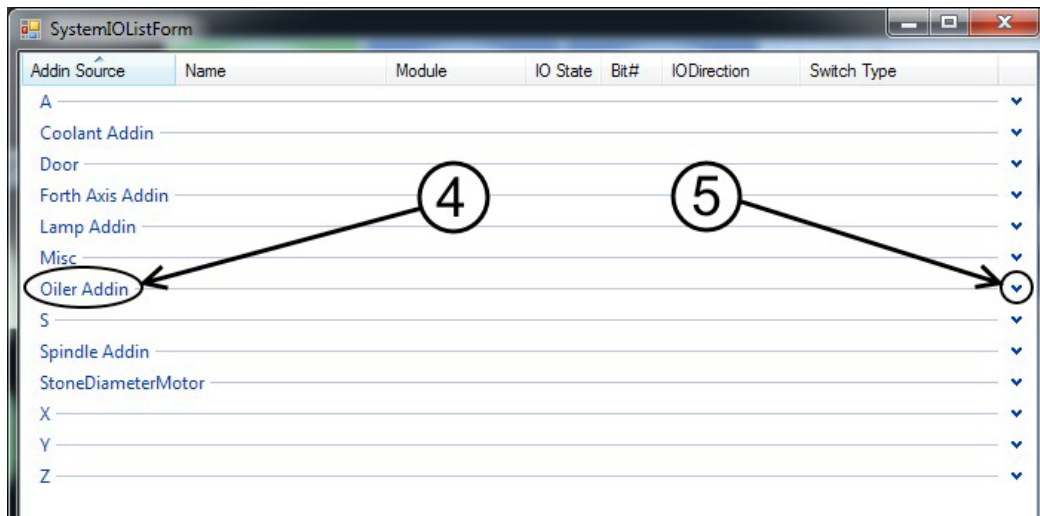 SystemIOListForm
Addin Source Name Module IO State Bit# IODirection Switch Type
A
Coolant Addin
Door
Forth Axis Addin
4 5
Lamp Addin
Misc
Oiler Addin
S
Spindle Addin
StoneDiameterMotor
X
Y
Z